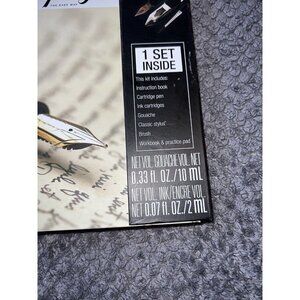 THE EASY WAY
1 SET
INSIDE
This kit includes:
Instruction book
Cartridge pen
Ink cartridges
Gouache
Classic stylus
Brush
Workbook & practice pad
NET VOL. GOUACHE/VOL. NET
0.33 fl. OZ./10 mL
NET VOL. INK/ENCRE VOL.
NET 0.07 fl. OZ./2 mL